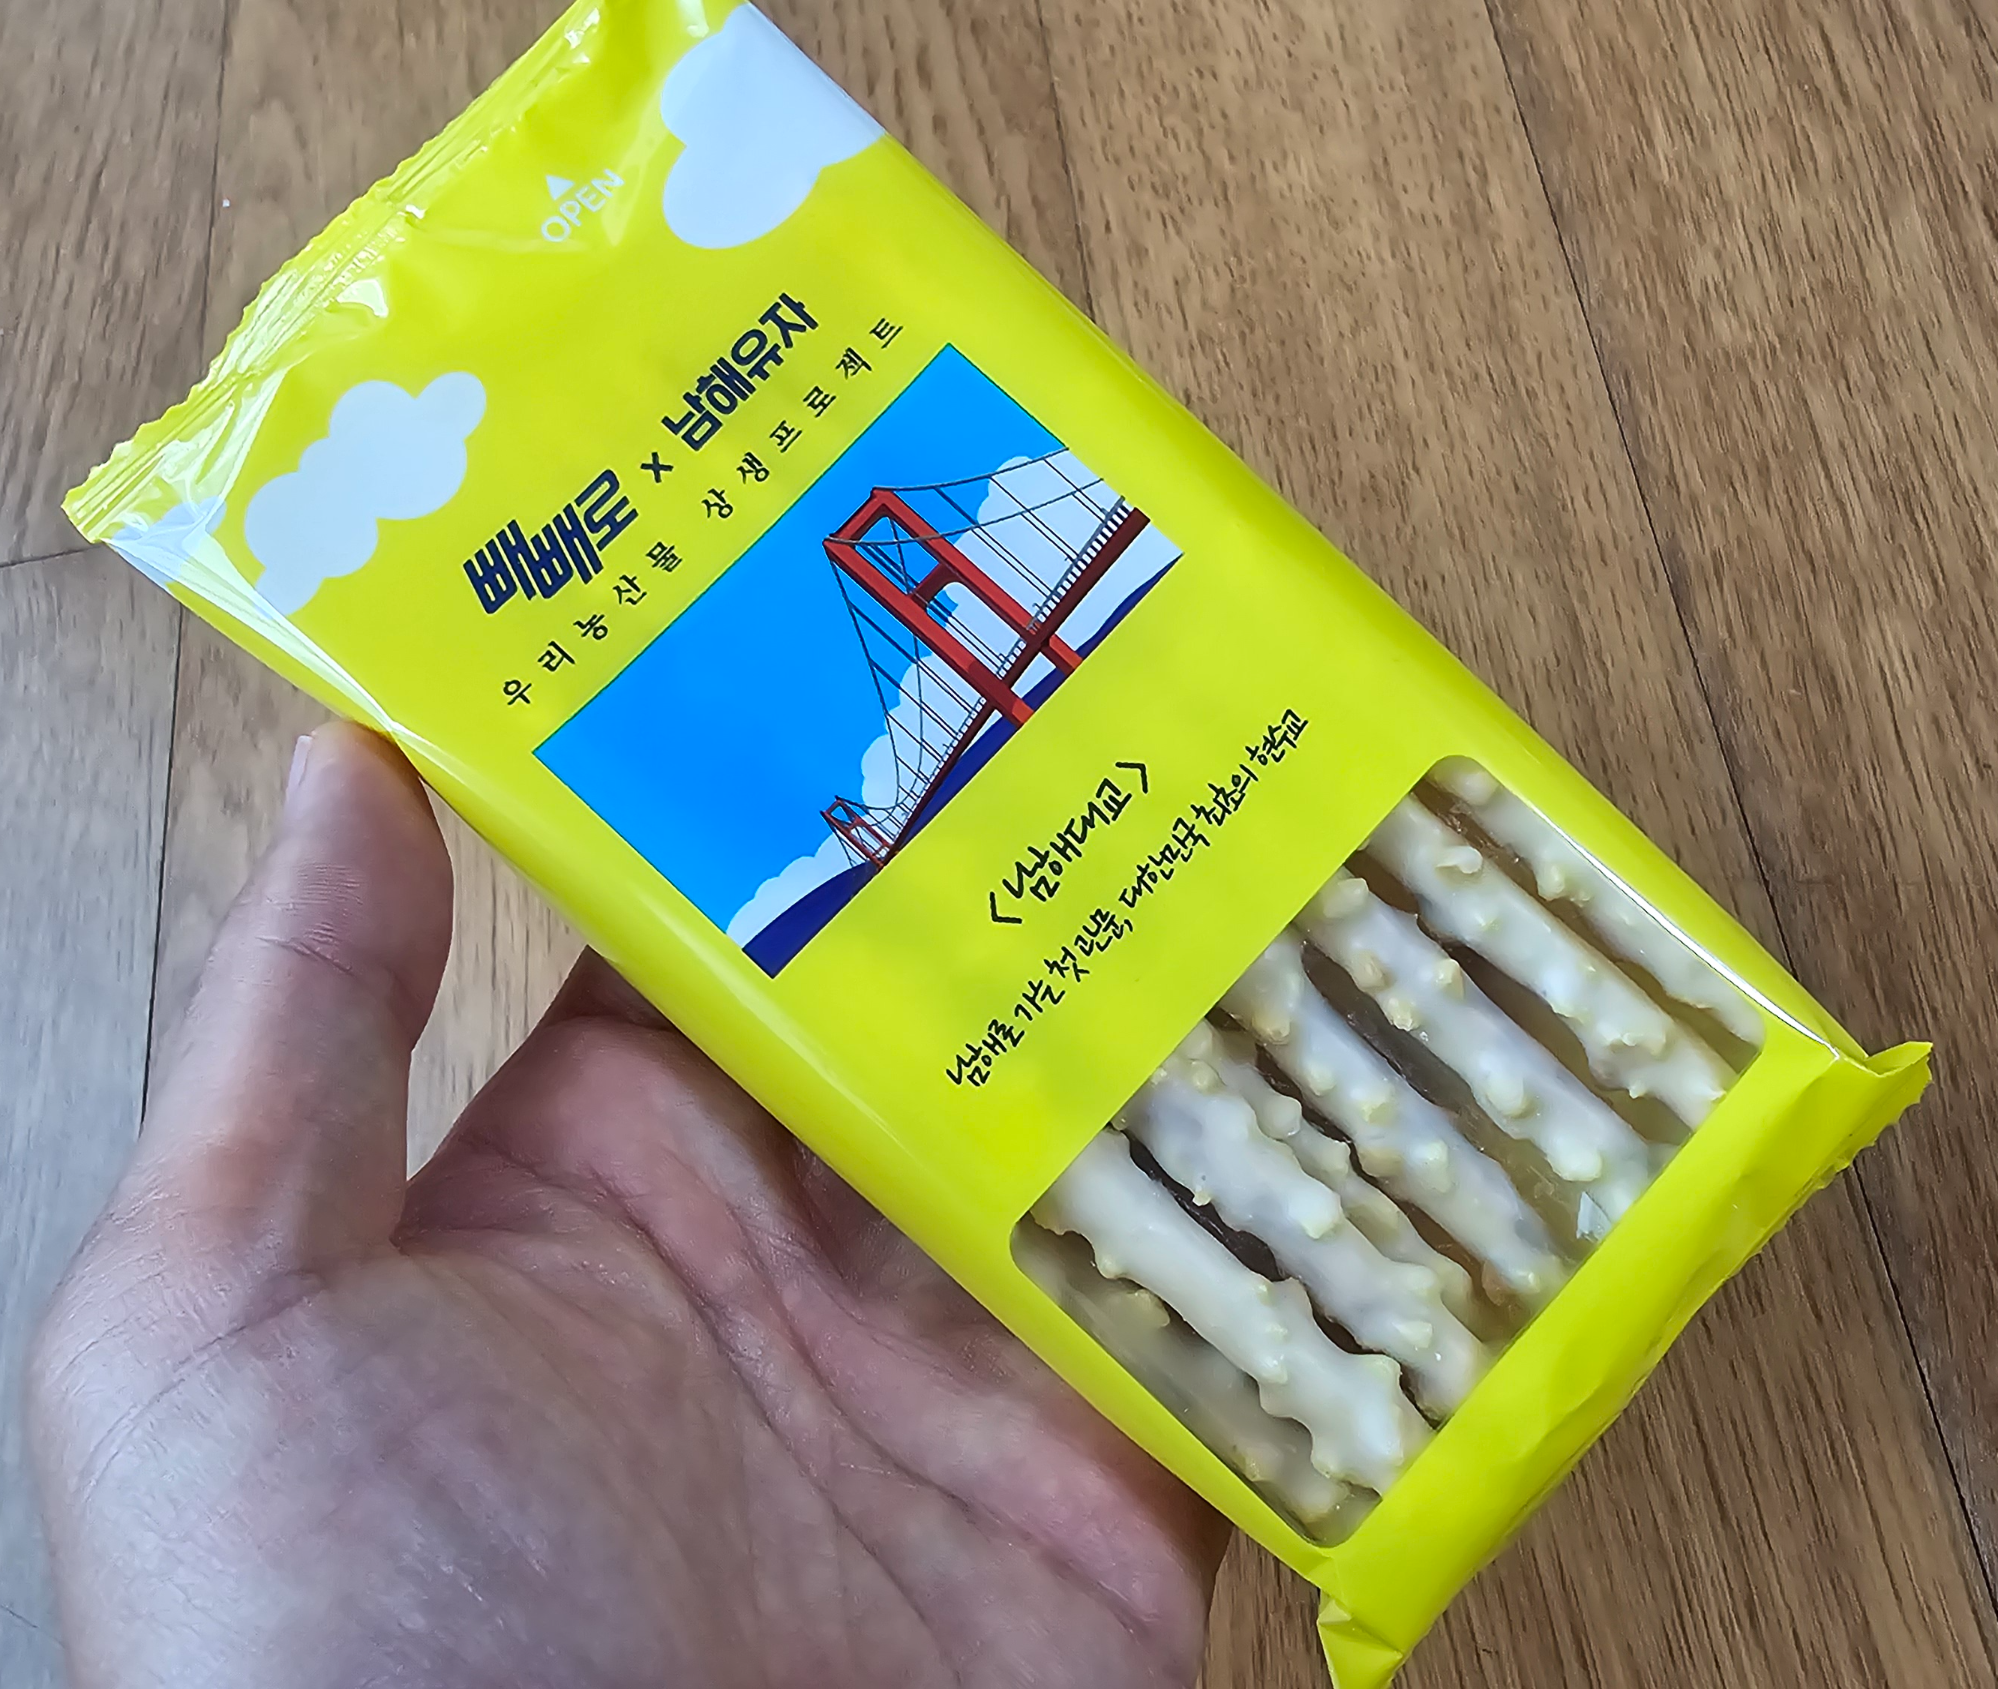 OPEN
빼빼로 x 남해유자
우리농산물 상생프로젝트
<남해대교>
남해로 가는 첫 관문, 대한민국 최초의 현수교